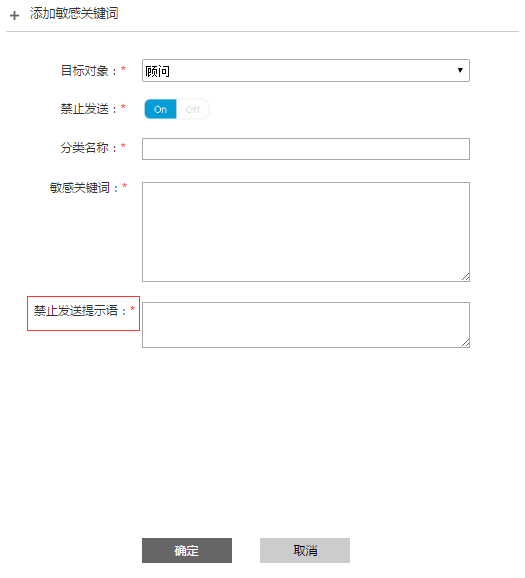 添加敏感关键词
目标对象：* 顾问
禁止发送：* On Off
分类名称：*
敏感关键词：*
禁止发送提示语：*
确定 取消